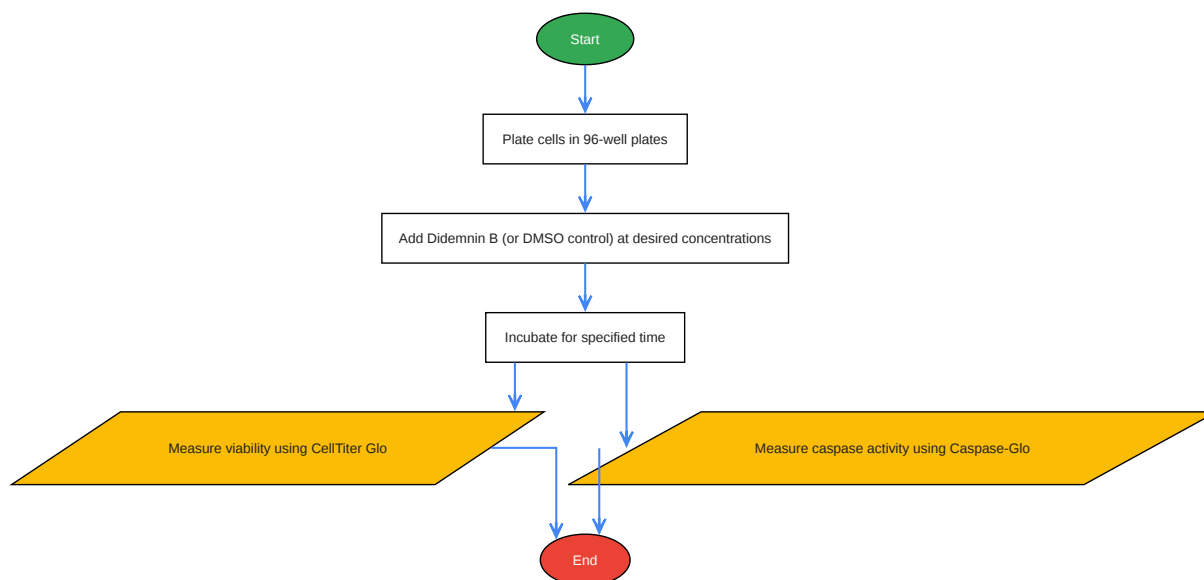 Start
Plate cells in 96-well plates
Add Didemnin B (or DMSO control) at desired concentrations
Incubate for specified time
Measure viability using CellTiter Glo
Measure caspase activity using Caspase-Glo
End